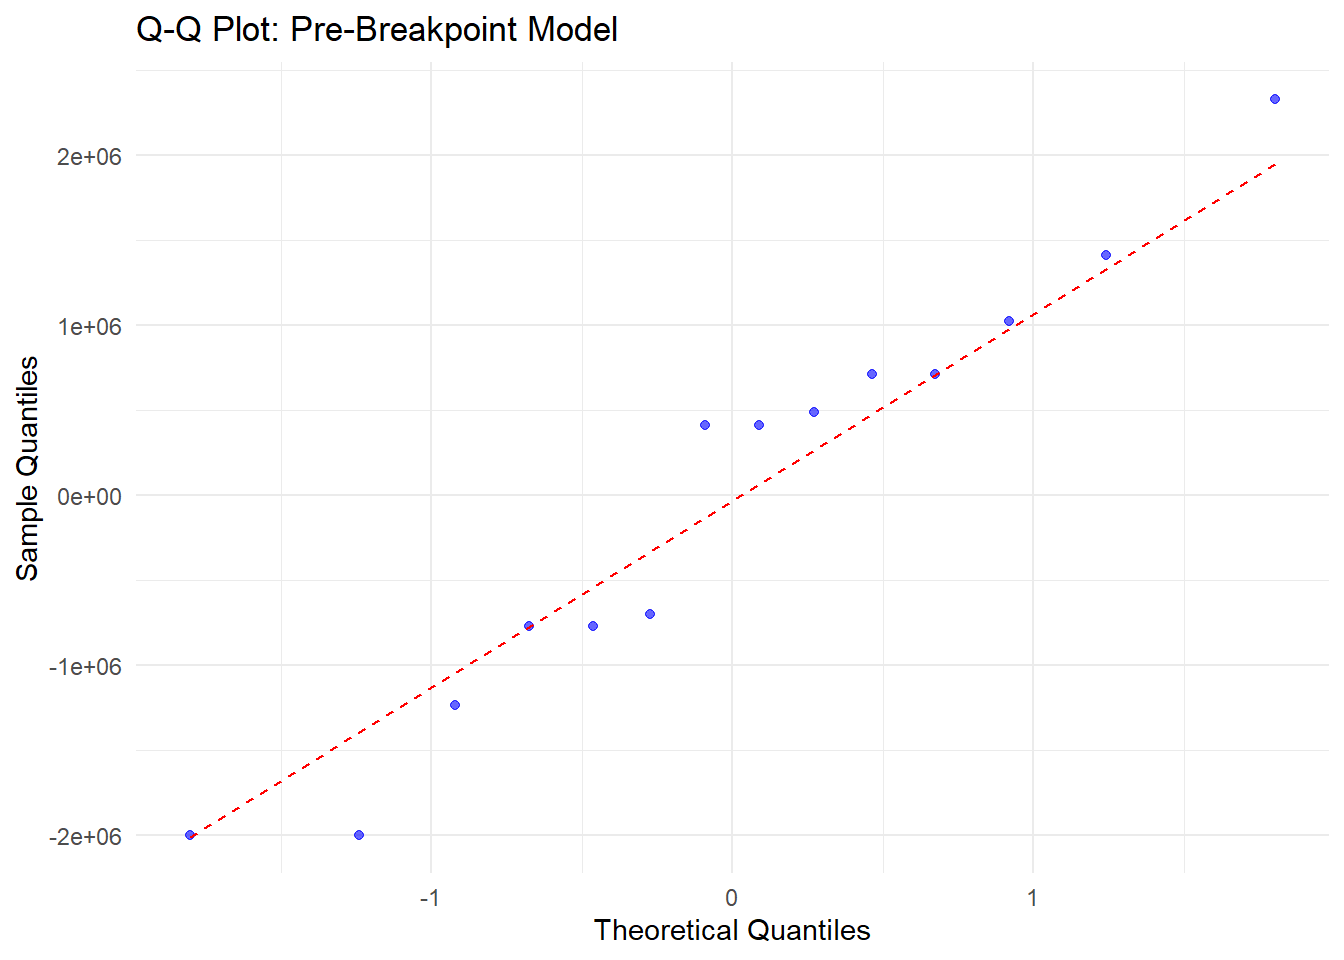 Q-Q Plot: Pre-Breakpoint Model
2e+06
1e+06
0e+00
-1e+06
-2e+06
Sample Quantiles
-1
0
1
Theoretical Quantiles